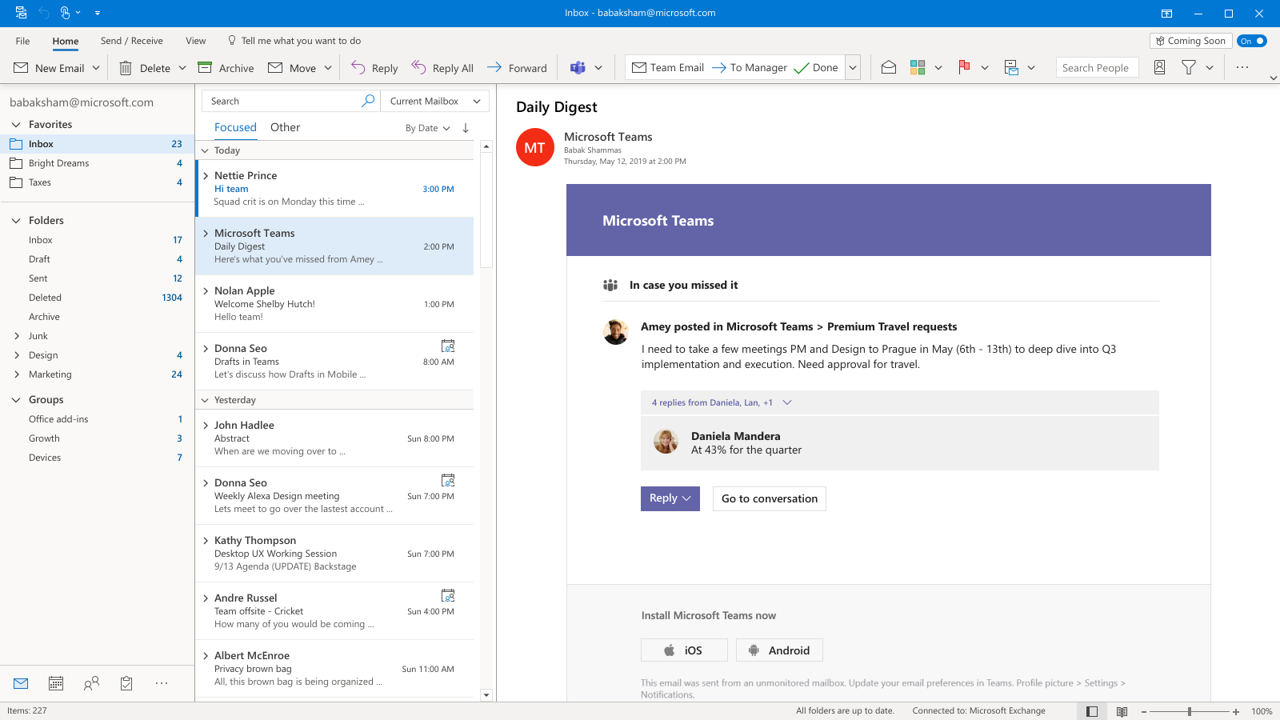 Inbox - babaksham@microsoft.com
File Home Send / Receive View Tell me what you want to do Coming Soon On
New Email Delete Archive Move Reply Reply All Forward Team Email To Manager Done Search People
babaksham@microsoft.com
Favorites
Inbox 23
Bright Dreams 4
Taxes 4
Folders
Inbox 17
Draft 4
Sent 12
Deleted 1304
Archive
Junk
Design 4
Marketing 24
Groups
Office add-ins 1
Growth 3
Devices 7
Search Current Mailbox
Focused Other By Date
Today
Nettie Prince
Hi team 3:00 PM
Squad crit is on Monday this time ...
Microsoft Teams
Daily Digest 2:00 PM
Here's what you've missed from Amey ...
Nolan Apple
Welcome Shelby Hutch! 1:00 PM
Hello team!
Donna Seo
Drafts in Teams 8:00 AM
Let's discuss how Drafts in Mobile ...
Yesterday
John Hadlee
Abstract Sun 8:00 PM
When are we moving over to ...
Donna Seo
Weekly Alexa Design meeting Sun 7:00 PM
Lets meet to go over the lastest account ...
Kathy Thompson
Desktop UX Working Session Sun 7:00 PM
9/13 Agenda (UPDATE) Backstage
Andre Russel
Team offsite - Cricket Sun 4:00 PM
How many of you would be coming ...
Albert McEnroe
Privacy brown bag Sun 11:00 AM
All, this brown bag is being organized ...
Daily Digest
MT
Microsoft Teams
Babak Shammas
Thursday, May 12, 2019 at 2:00 PM
Microsoft Teams
In case you missed it
Amey posted in Microsoft Teams > Premium Travel requests
I need to take a few meetings PM and Design to Prague in May (6th - 13th) to deep dive into Q3
implementation and execution. Need approval for travel.
4 replies from Daniela, Lan, +1
Daniela Mandera
At 43% for the quarter
Reply Go to conversation
Install Microsoft Teams now
iOS Android
This email was sent from an unmonitored mailbox. Update your email preferences in Teams. Profile picture > Settings >
Notifications.
Items: 227 All folders are up to date. Connected to: Microsoft Exchange 100%